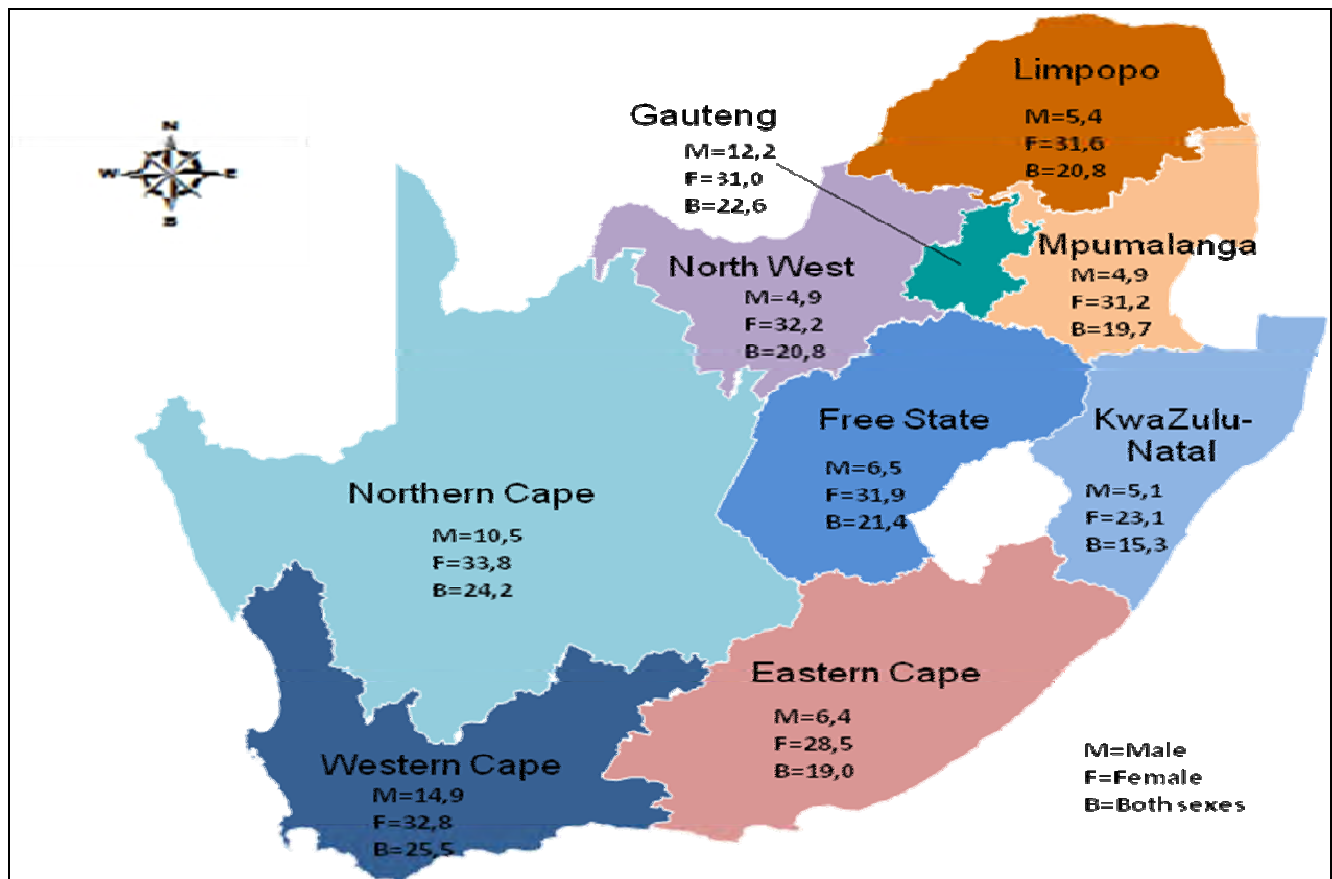 N
W E
S
Limpopo
M=5,4
F=31,6
B=20,8
Gauteng
M=12,2
F=31,0
B=22,6
Mpumalanga
M=4,9
F=31,2
B=19,7
North West
M=4,9
F=32,2
B=20,8
Free State
M=6,5
F=31,9
B=21,4
KwaZulu-
Natal
M=5,1
F=23,1
B=15,3
Northern Cape
M=10,5
F=33,8
B=24,2
Eastern Cape
M=6,4
F=28,5
B=19,0
Western Cape
M=14,9
F=32,8
B=25,5
M=Male
F=Female
B=Both sexes